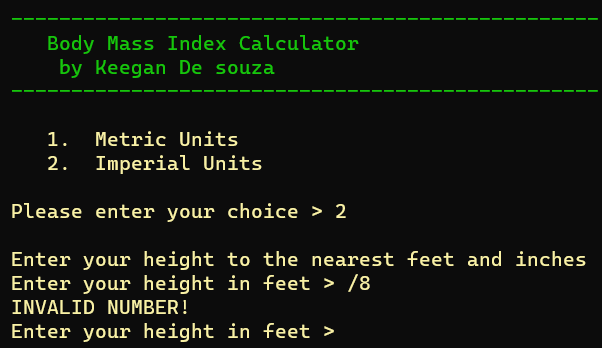 Body Mass Index Calculator
by Keegan De souza
1. Metric Units
2. Imperial Units
Please enter your choice > 2
Enter your height to the nearest feet and inches
Enter your height in feet > /8
INVALID NUMBER!
Enter your height in feet >